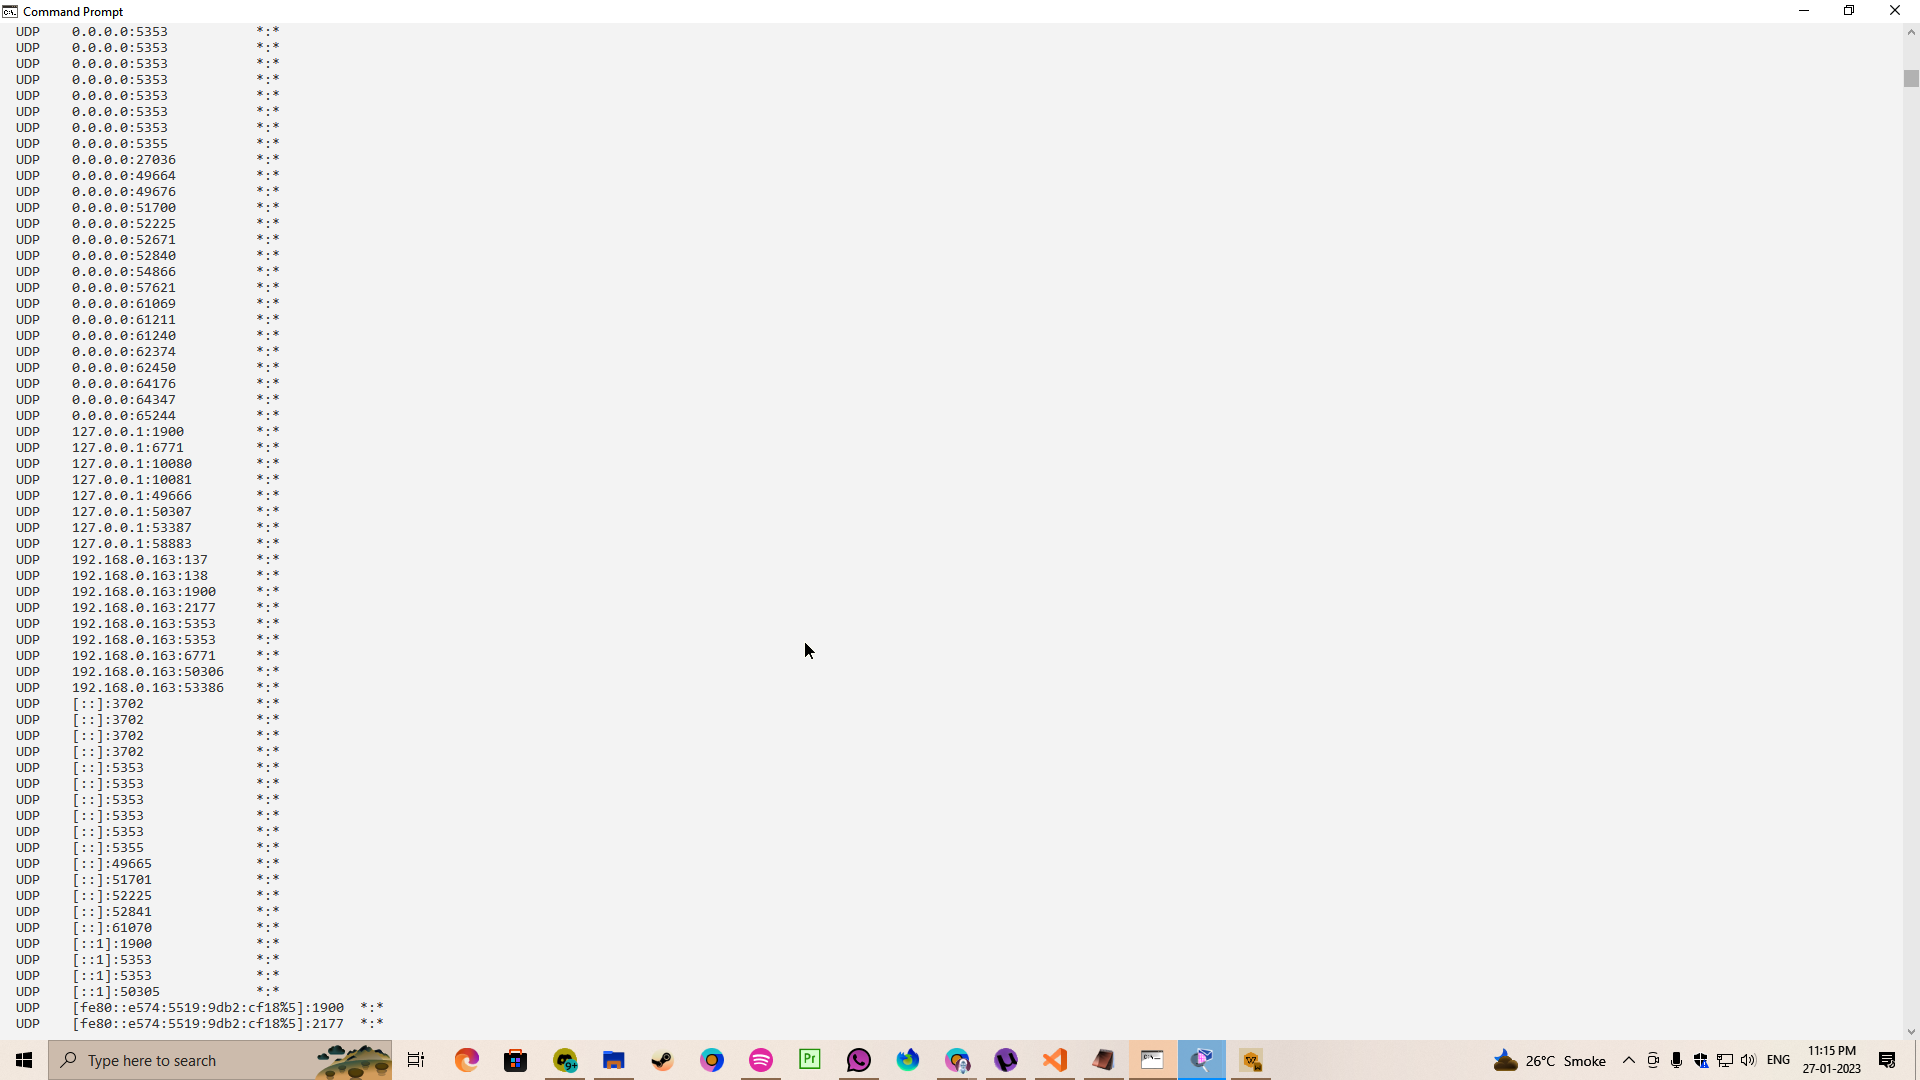 Command Prompt
UDP 0.0.0.0:5353 *:*
UDP 0.0.0.0:5353 *:*
UDP 0.0.0.0:5353 *:*
UDP 0.0.0.0:5353 *:*
UDP 0.0.0.0:5353 *:*
UDP 0.0.0.0:5353 *:*
UDP 0.0.0.0:5353 *:*
UDP 0.0.0.0:5355 *:*
UDP 0.0.0.0:27036 *:*
UDP 0.0.0.0:49664 *:*
UDP 0.0.0.0:49676 *:*
UDP 0.0.0.0:51700 *:*
UDP 0.0.0.0:52225 *:*
UDP 0.0.0.0:52671 *:*
UDP 0.0.0.0:52840 *:*
UDP 0.0.0.0:54866 *:*
UDP 0.0.0.0:57621 *:*
UDP 0.0.0.0:61069 *:*
UDP 0.0.0.0:61211 *:*
UDP 0.0.0.0:61240 *:*
UDP 0.0.0.0:62374 *:*
UDP 0.0.0.0:62450 *:*
UDP 0.0.0.0:64176 *:*
UDP 0.0.0.0:64347 *:*
UDP 0.0.0.0:65244 *:*
UDP 127.0.0.1:1900 *:*
UDP 127.0.0.1:6771 *:*
UDP 127.0.0.1:10080 *:*
UDP 127.0.0.1:10081 *:*
UDP 127.0.0.1:49666 *:*
UDP 127.0.0.1:50307 *:*
UDP 127.0.0.1:53387 *:*
UDP 127.0.0.1:58883 *:*
UDP 192.168.0.163:137 *:*
UDP 192.168.0.163:138 *:*
UDP 192.168.0.163:1900 *:*
UDP 192.168.0.163:2177 *:*
UDP 192.168.0.163:5353 *:*
UDP 192.168.0.163:5353 *:*
UDP 192.168.0.163:6771 *:*
UDP 192.168.0.163:50306 *:*
UDP 192.168.0.163:53386 *:*
UDP [::]:3702 *:*
UDP [::]:3702 *:*
UDP [::]:3702 *:*
UDP [::]:3702 *:*
UDP [::]:5353 *:*
UDP [::]:5353 *:*
UDP [::]:5353 *:*
UDP [::]:5353 *:*
UDP [::]:5353 *:*
UDP [::]:5355 *:*
UDP [::]:49665 *:*
UDP [::]:51701 *:*
UDP [::]:52225 *:*
UDP [::]:52841 *:*
UDP [::]:61070 *:*
UDP [::1]:1900 *:*
UDP [::1]:5353 *:*
UDP [::1]:5353 *:*
UDP [::1]:50305 *:*
UDP [fe80::e574:5519:9db2:cf18%5]:1900 *:*
UDP [fe80::e574:5519:9db2:cf18%5]:2177 *:*
Type here to search
9+
Pr
26°C Smoke
ENG
11:15 PM
27-01-2023